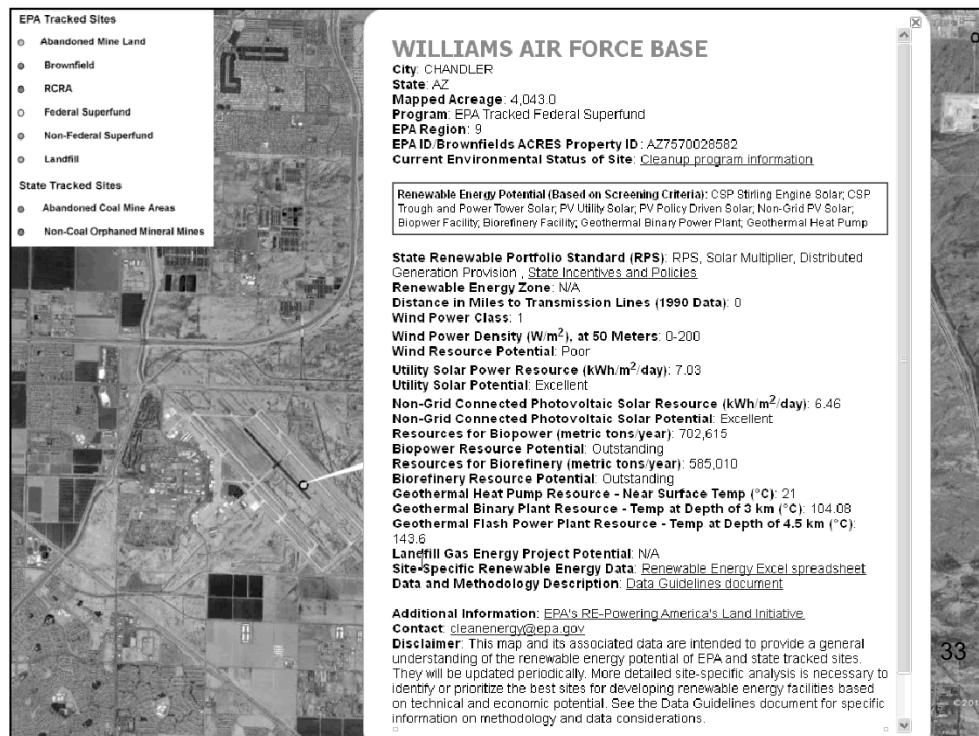 EPA Tracked Sites
Abandoned Mine Land
Brownfield
RCRA
Federal Superfund
Non-Federal Superfund
Landfill
State Tracked Sites
Abandoned Coal Mine Areas
Non-Coal Orphaned Mineral Mines
WILLIAMS AIR FORCE BASE
City: CHANDLER
State: AZ
Mapped Acreage: 4,043.0
Program: EPA Tracked Federal Superfund
EPA Region: 9
EPA ID/Brownfields ACRES Property ID: AZ7570028582
Current Environmental Status of Site: Cleanup program information
Renewable Energy Potential (Based on Screening Criteria): CSP Stirling Engine Solar; CSP
Trough and Power Tower Solar; PV Utility Solar; PV Policy Driven Solar; Non-Grid PV Solar;
Biopower Facility; Biorefinery Facility; Geothermal Binary Power Plant; Geothermal Heat Pump
State Renewable Portfolio Standard (RPS): RPS, Solar Multiplier, Distributed
Generation Provision , State Incentives and Policies
Renewable Energy Zone: N/A
Distance in Miles to Transmission Lines (1990 Data): 0
Wind Power Class: 1
Wind Power Density (W/m²), at 50 Meters: 0-200
Wind Resource Potential: Poor
Utility Solar Power Resource (kWh/m²/day): 7.03
Utility Solar Potential: Excellent
Non-Grid Connected Photovoltaic Solar Resource (kWh/m²/day): 6.46
Non-Grid Connected Photovoltaic Solar Potential: Excellent
Resources for Biopower (metric tons/year): 702,615
Biopower Resource Potential: Outstanding
Resources for Biorefinery (metric tons/year): 585,010
Biorefinery Resource Potential: Outstanding
Geothermal Heat Pump Resource - Near Surface Temp (°C): 21
Geothermal Binary Plant Resource - Temp at Depth of 3 km (°C): 104.08
Geothermal Flash Power Plant Resource - Temp at Depth of 4.5 km (°C):
143.6
Landfill Gas Energy Project Potential: N/A
Site-Specific Renewable Energy Data: Renewable Energy Excel spreadsheet
Data and Methodology Description: Data Guidelines document
Additional Information: EPA's RE-Powering America's Land Initiative
Contact: cleanenergy@epa.gov
Disclaimer: This map and its associated data are intended to provide a general
understanding of the renewable energy potential of EPA and state tracked sites.
They will be updated periodically. More detailed site-specific analysis is necessary to
identify or prioritize the best sites for developing renewable energy facilities based
on technical and economic potential. See the Data Guidelines document for specific
information on methodology and data considerations.
33